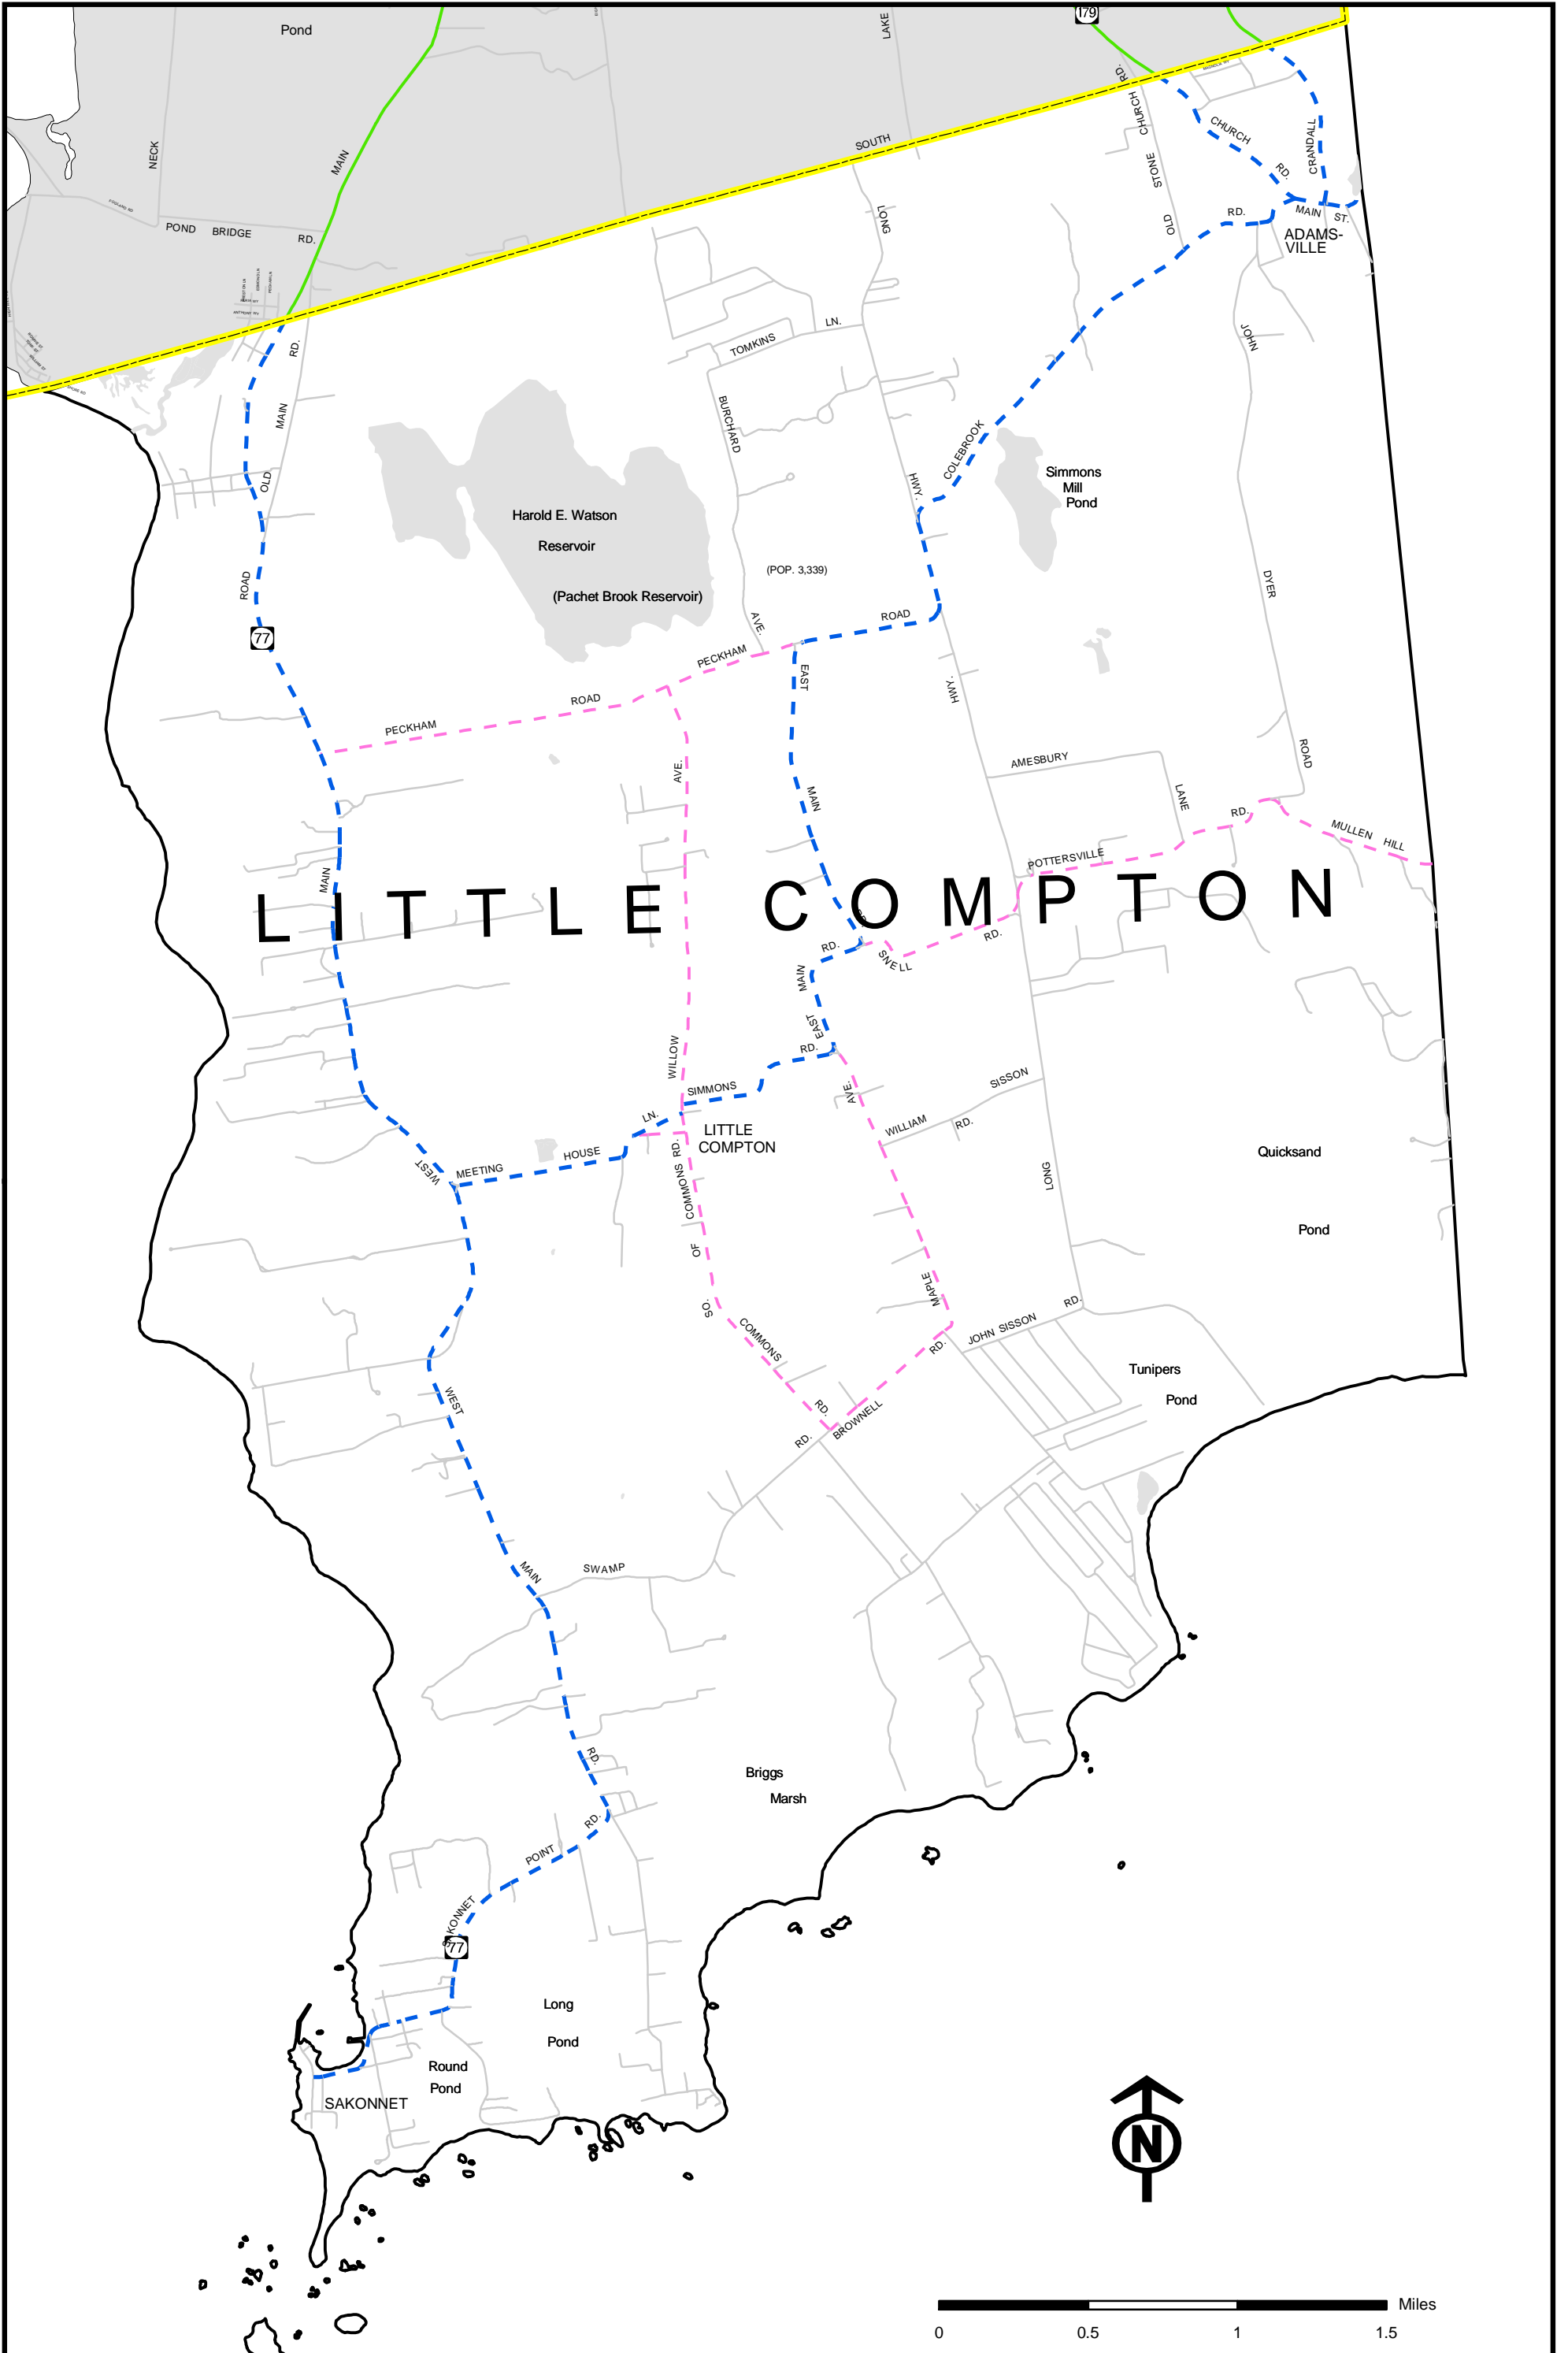 Pond
179
LAKE
NECK
MAIN
SOUTH
CHURCH RD.
CHURCH
RD.
CRANDALL
STONE
OLD
RD.
MAIN
ST.
ADAMS-
VILLE
POND BRIDGE RD.
LONG
JOHN
TOMKINS
LN.
RD.
MAIN
OLD
BURCHARD
HWY.
COLEBROOK
Simmons
Mill
Pond
Harold E. Watson
Reservoir
(Pachet Brook Reservoir)
(POP. 3,339)
ROAD
77
AVE.
ROAD
DYER
PECKHAM
EAST
HWY.
PECKHAM
ROAD
AVE.
MAIN
AMESBURY
LANE
ROAD
RD.
MULLEN HILL
POTTERSVILLE
MAIN
LITTLE COMPTON
RD.
SNELL
RD.
MAIN
EAST
WILLOW
RD.
SIMMONS
AVE.
SISSON
WILLIAM
RD.
LN.
LITTLE
COMPTON
HOUSE
MEETING
WEST
COMMONS RD.
OF
SO.
LONG
Quicksand
Pond
MAPLE
JOHN SISSON
RD.
COMMONS
RD.
RD.
BROWNELL
RD.
Tunipers
Pond
WEST
MAIN
SWAMP
RD.
Briggs
Marsh
RD.
POINT
SAKONNET
77
Long
Pond
Round
Pond
SAKONNET
N
Miles
0 0.5 1 1.5